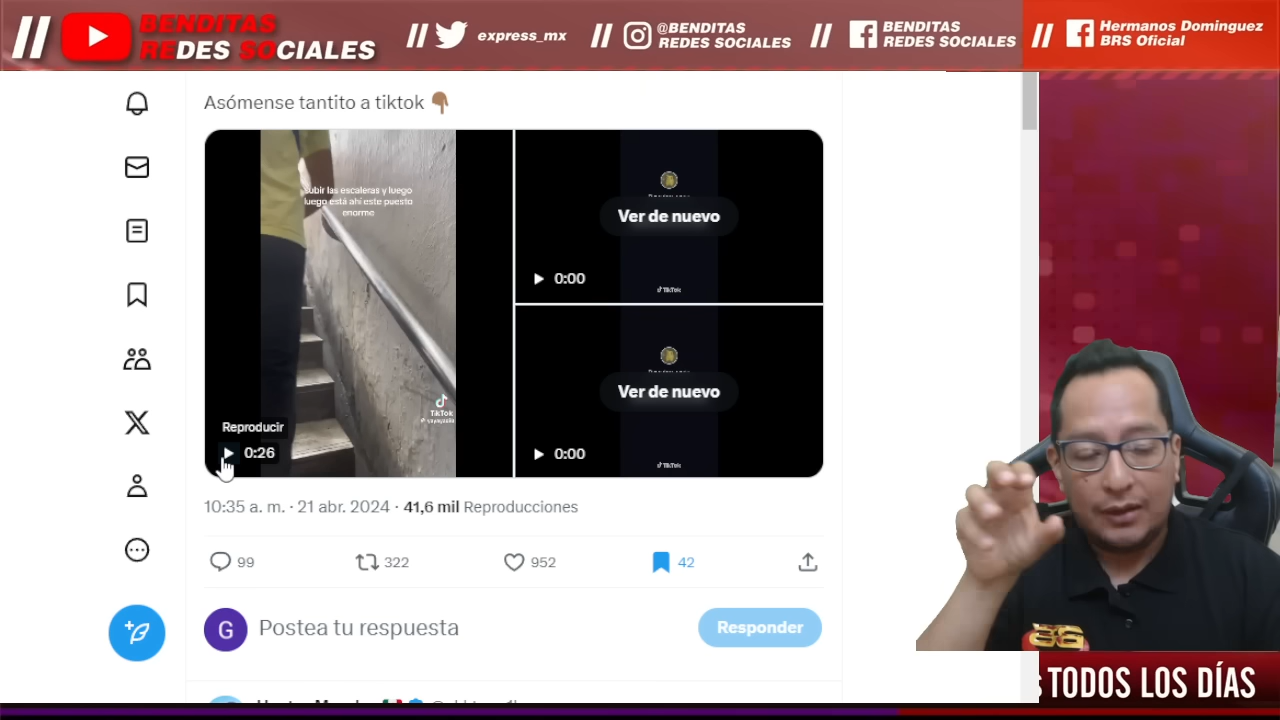 BENDITAS
REDES SOCIALES
express_mx
@BENDITAS
REDES SOCIALES
BENDITAS
REDES SOCIALES
Hermanos Dominguez
BRS Oficial
Asómense tantito a tiktok
subir las escaleras y luego
luego está ahí este puesto
enorme
TikTok
Reproducir
0:26
Ver de nuevo
0:00
TikTok
Ver de nuevo
0:00
TikTok
10:35 a. m. · 21 abr. 2024 · 41,6 mil Reproducciones
99
322
952
42
G
Postea tu respuesta
Responder
TODOS LOS DÍAS